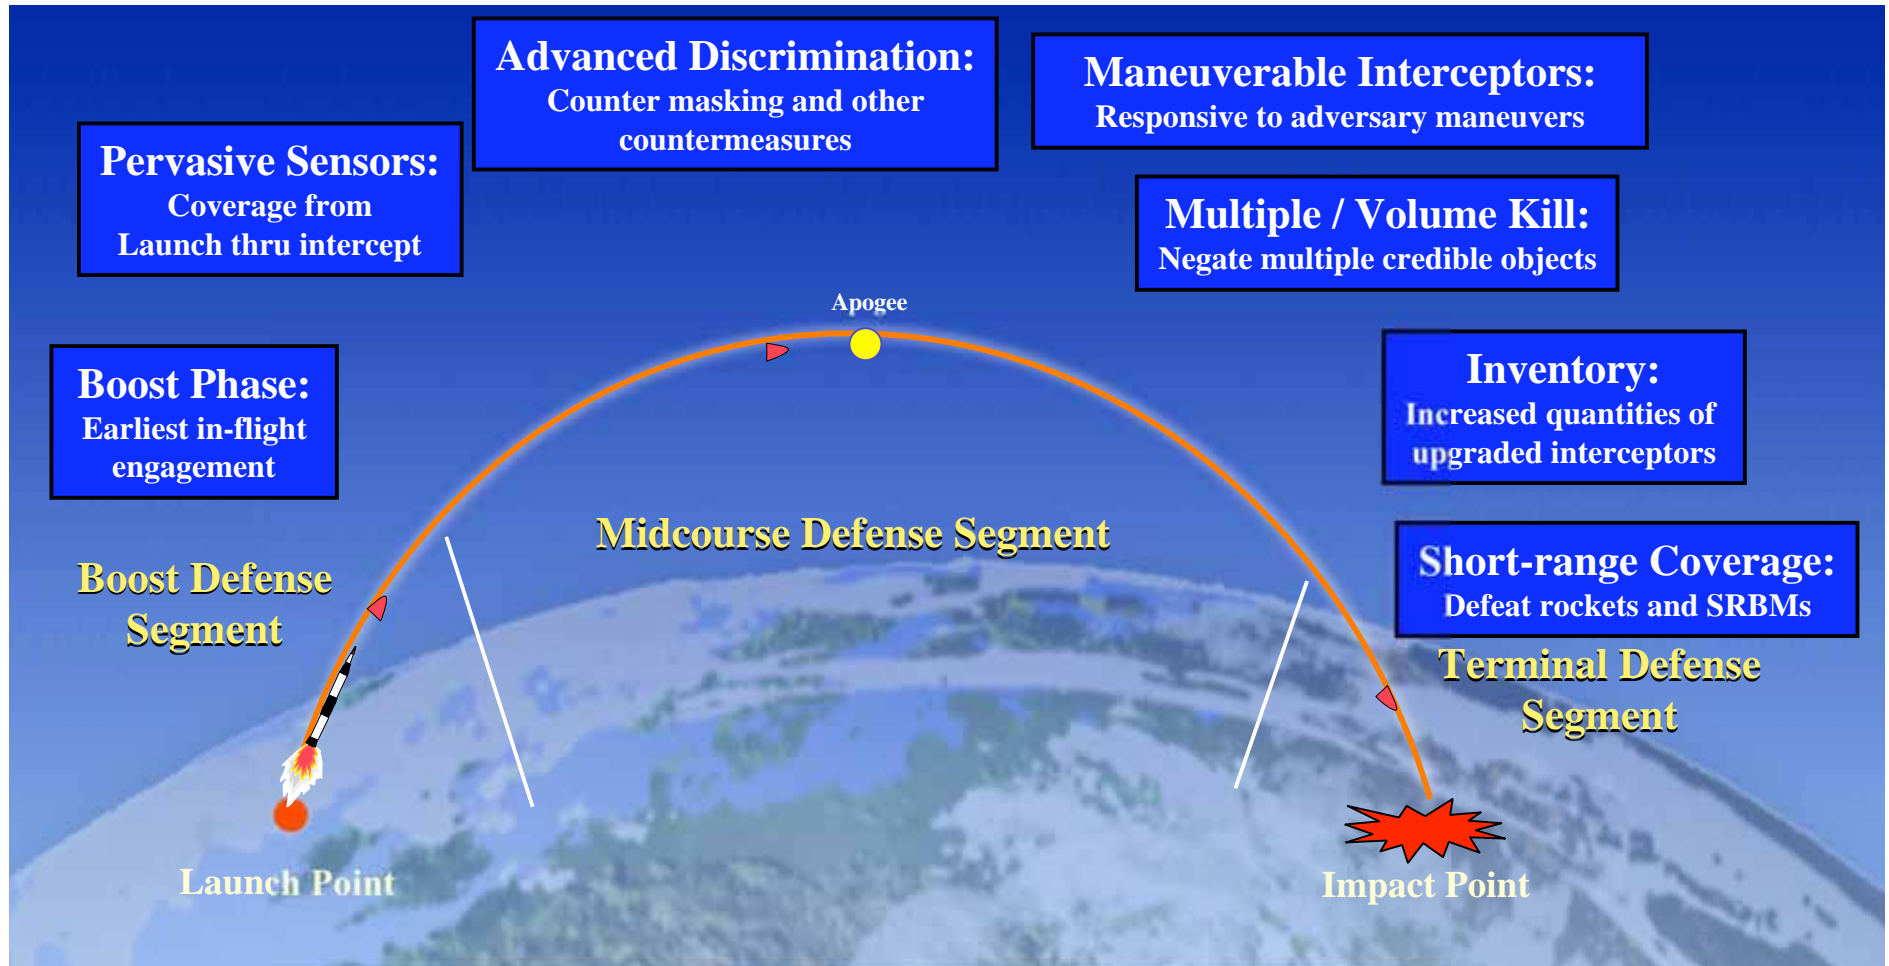 Advanced Discrimination:
Counter masking and other
countermeasures
Maneuverable Interceptors:
Responsive to adversary maneuvers
Pervasive Sensors:
Coverage from
Launch thru intercept
Multiple / Volume Kill:
Negate multiple credible objects
Apogee
Boost Phase:
Earliest in-flight
engagement
Inventory:
Increased quantities of
upgraded interceptors
Midcourse Defense Segment
Boost Defense
Segment
Short-range Coverage:
Defeat rockets and SRBMs
Terminal Defense
Segment
Launch Point
Impact Point